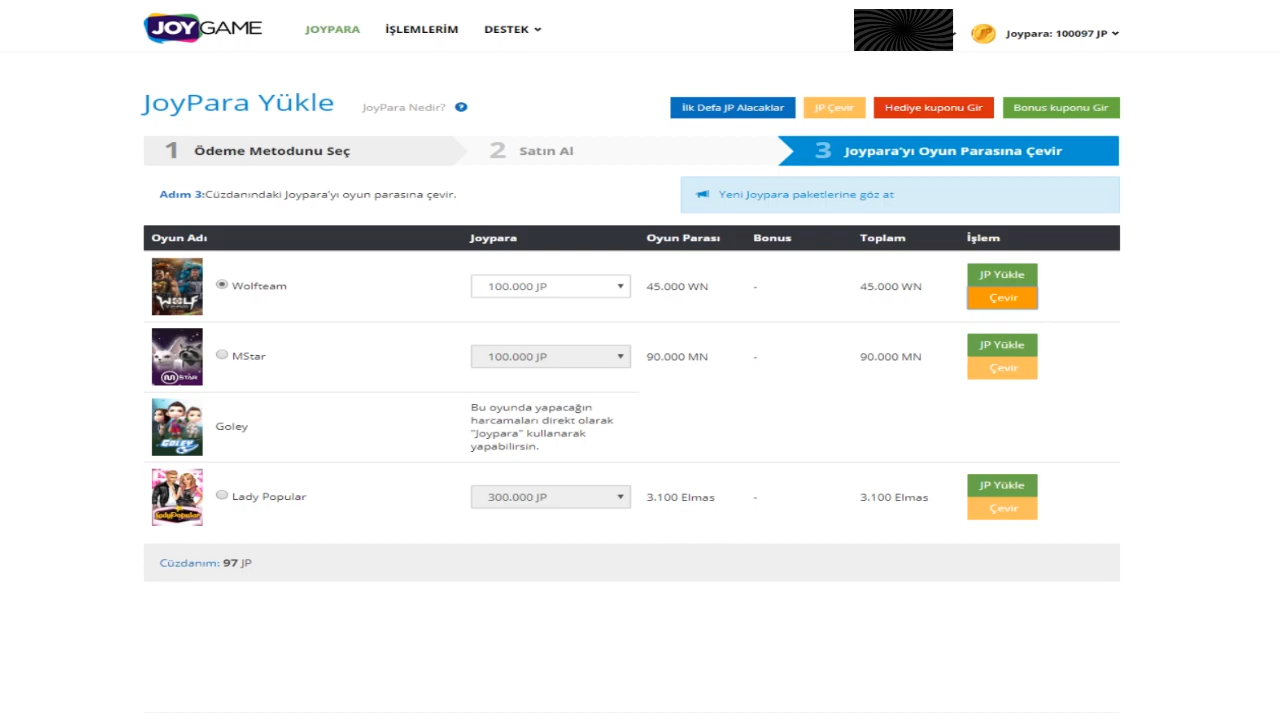 JOYGAME JOYPARA İŞLEMLERİM DESTEK Joypara: 100097 JP
JoyPara Yükle JoyPara Nedir? ? İlk Defa JP Alacaklar JP Çevir Hediye kuponu Gir Bonus kuponu Gir
1 Ödeme Metodunu Seç 2 Satın Al 3 Joypara'yı Oyun Parasına Çevir
Adım 3:Cüzdanındaki Joypara'yı oyun parasına çevir. Yeni Joypara paketlerine göz at
Oyun Adı Joypara Oyun Parası Bonus Toplam İşlem
JP Yükle
WOLF Wolfteam 100.000 JP 45.000 WN - 45.000 WN
Çevir
JP Yükle
MStar 100.000 JP 90.000 MN - 90.000 MN
M STAR Çevir
Bu oyunda yapacağın
harcamaları direkt olarak
Goley "Joypara" kullanarak
GOLEY yapabilirsin.
JP Yükle
Lady Popular 300.000 JP 3.100 Elmas - 3.100 Elmas
LadyPopular Çevir
Cüzdanım: 97 JP